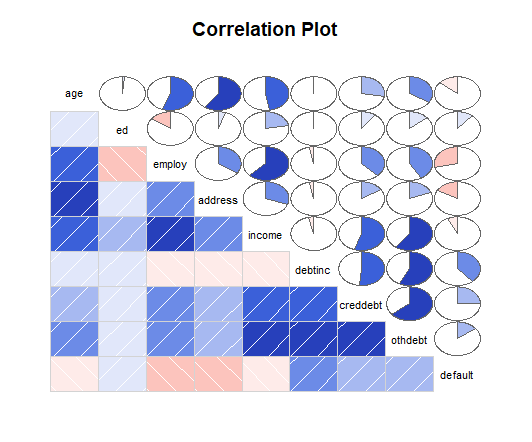 Correlation Plot
age
ed
employ
address
income
debtinc
creddebt
othdebt
default